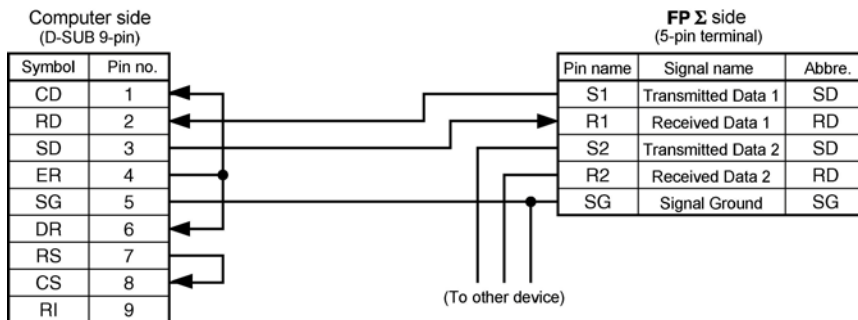 Computer side
(D-SUB 9-pin)
Symbol Pin no.
CD 1
RD 2
SD 3
ER 4
SG 5
DR 6
RS 7
CS 8
RI 9
FP Σ side
(5-pin terminal)
Pin name Signal name Abbre.
S1 Transmitted Data 1 SD
R1 Received Data 1 RD
S2 Transmitted Data 2 SD
R2 Received Data 2 RD
SG Signal Ground SG
(To other device)